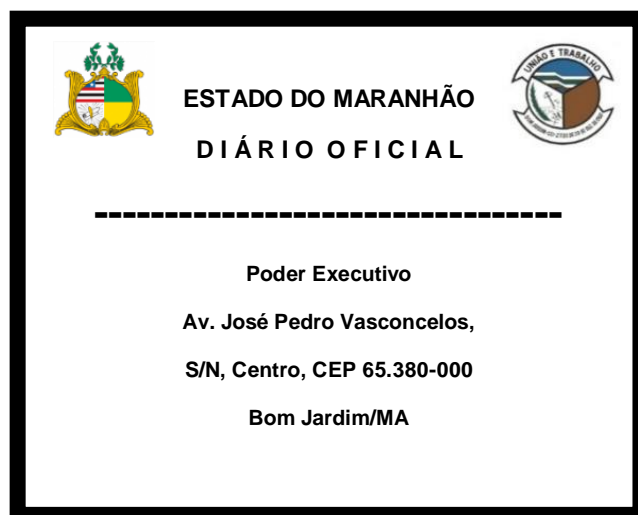 ESTADO DO MARANHÃO
D I Á R I O O F I C I A L
---------------------------------
Poder Executivo
Av. José Pedro Vasconcelos,
S/N, Centro, CEP 65.380-000
Bom Jardim/MA
UNIÃO E TRABALHO